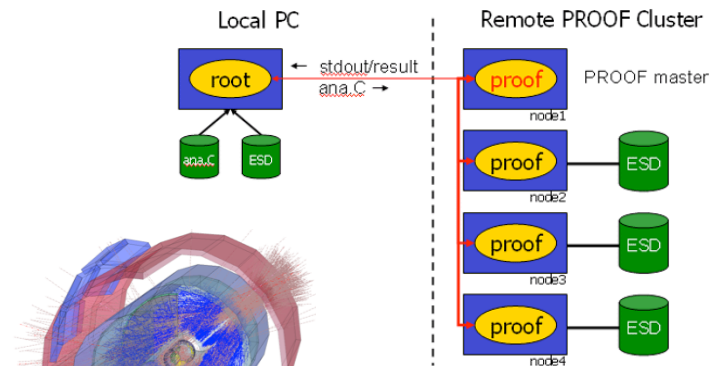 Local PC
Remote PROOF Cluster
root
← stdout/result
ana.C →
proof
PROOF master
node1
ana.C
ESD
proof
ESD
node2
proof
ESD
node3
proof
ESD
node4